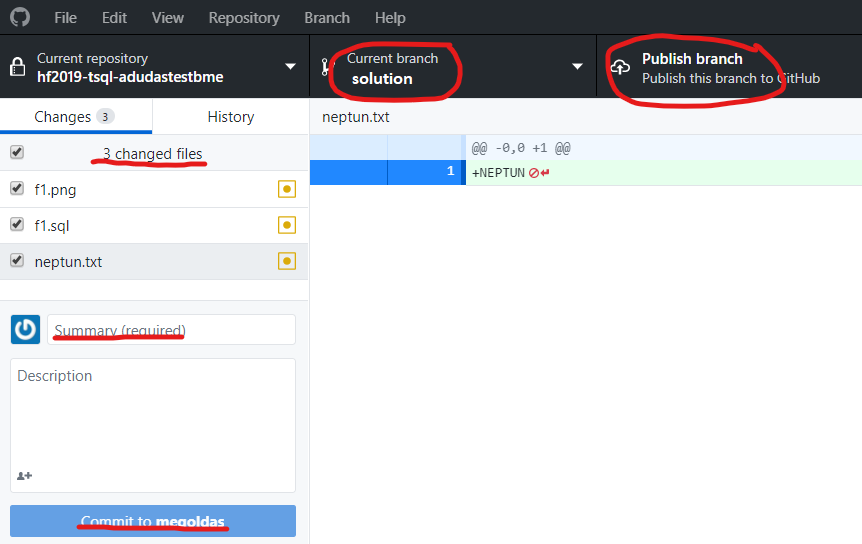 File Edit View Repository Branch Help
Current repository
hf2019-tsql-adudastestbme
Current branch
solution
Publish branch
Publish this branch to GitHub
Changes 3
History
neptun.txt
3 changed files
@@ -0,0 +1 @@
1 +NEPTUN
f1.png
f1.sql
neptun.txt
Summary (required)
Description
Commit to megoldas